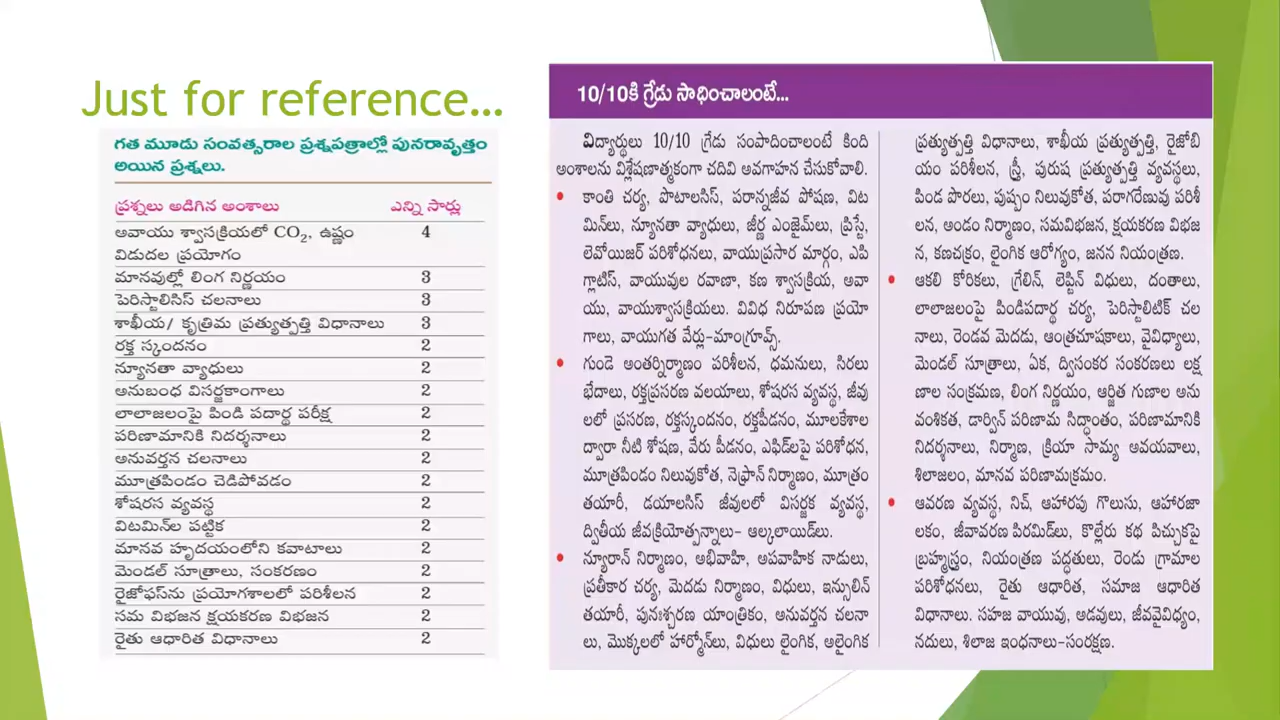 Just for reference...
గత మూడు సంవత్సరాల ప్రశ్నపత్రాల్లో పునరావృత్తం
అయిన ప్రశ్నలు.
ప్రశ్నలు అడిగిన అంశాలు ఎన్ని సార్లు
అవాయు శ్వాసక్రియలో CO2, ఉష్ణం 4
విడుదల ప్రయోగం
మానవుల్లో లింగ నిర్ణయం 3
పెరిస్టాలిసిస్ చలనాలు 3
శాఖీయ/ కృత్రిమ ప్రత్యుత్పత్తి విధానాలు 3
రక్త స్కందనం 2
న్యూనతా వ్యాధులు 2
అనుబంధ విసర్జకాంగాలు 2
లాలాజలంపై పిండి పదార్థ పరీక్ష 2
పరిణామానికి నిదర్శనాలు 2
అనువర్తన చలనాలు 2
మూత్రపిండం చెడిపోవడం 2
శోషరస వ్యవస్థ 2
విటమిన్‌ల పట్టిక 2
మానవ హృదయంలోని కవాటాలు 2
మెండల్ సూత్రాలు, సంకరణం 2
రైజోఫస్‌ను ప్రయోగశాలలో పరిశీలన 2
సమ విభజన క్షయకరణ విభజన 2
రైతు ఆధారిత విధానాలు 2
10/10కి గ్రేడు సాధించాలంటే...
విద్యార్థులు 10/10 గ్రేడు సంపాదించాలంటే కింది
అంశాలను విశ్లేషణాత్మకంగా చదివి అవగాహన చేసుకోవాలి.
• కాంతి చర్య, పొటాలసిస్, పరాన్నజీవ పోషణ, విట
మిన్‌లు, న్యూనతా వ్యాధులు, జీర్ణ ఎంజైమ్‌లు, ప్రిస్టే,
లెవోయిజర్ పరిశోధనలు, వాయుప్రసార మార్గం, ఎపి
గ్లాటిస్, వాయువుల రవాణా, కణ శ్వాసక్రియ, అవా
యు, వాయుశ్వాసక్రియలు. వివిధ నిరూపణ ప్రయో
గాలు, వాయుగత వేర్లు-మాంగ్రూవ్స్.
• గుండె అంతర్నిర్మాణం పరిశీలన, ధమనులు, సిరలు
భేదాలు, రక్తప్రసరణ వలయాలు, శోషరస వ్యవస్థ, జీవు
లలో ప్రసరణ, రక్తస్కందనం, రక్తపీడనం, మూలకేశాల
ద్వారా నీటి శోషణ, వేరు పీడనం, ఎఫిడ్‌లపై పరిశోధన,
మూత్రపిండం నిలువుకోత, నెఫ్రాన్ నిర్మాణం, మూత్రం
తయారీ, డయాలసిస్ జీవులలో విసర్జక వ్యవస్థ,
ద్వితీయ జీవక్రియోత్పన్నాలు- ఆల్కలాయిడ్‌లు.
• న్యూరాన్ నిర్మాణం, అభివాహి, అపవాహిక నాడులు,
ప్రతీకార చర్య, మెదడు నిర్మాణం, విధులు, ఇన్సులిన్
తయారీ, పునఃశ్చరణ యాంత్రికం, అనువర్తన చలనా
లు, మొక్కలలో హార్మోన్‌లు, విధులు లైంగిక, అలైంగిక
ప్రత్యుత్పత్తి విధానాలు, శాఖీయ ప్రత్యుత్పత్తి, రైజోబి
యం పరిశీలన, స్త్రీ, పురుష ప్రత్యుత్పత్తి వ్యవస్థలు,
పిండ పొరలు, పుష్పం నిలువుకోత, పరాగరేణువు పరిశీ
లన, అండం నిర్మాణం, సమవిభజన, క్షయకరణ విభజ
న, కణచక్రం, లైంగిక ఆరోగ్యం, జనన నియంత్రణ.
• ఆకలి కోరికలు, గ్రేలిన్, లెప్టిన్ విధులు, దంతాలు,
లాలాజలంపై పిండిపదార్థ చర్య, పెరిస్టాలిటిక్ చల
నాలు, రెండవ మెదడు, ఆంత్రచూషకాలు, వైవిధ్యాలు,
మెండల్ సూత్రాలు, ఏక, ద్విసంకర సంకరణలు లక్ష
ణాల సంక్రమణ, లింగ నిర్ణయం, ఆర్జిత గుణాల అను
వంశికత, డార్విన్ పరిణామ సిద్ధాంతం, పరిణామానికి
నిదర్శనాలు, నిర్మాణ, క్రియా సామ్య అవయవాలు,
శిలాజలం, మానవ పరిణామక్రమం.
• ఆవరణ వ్యవస్థ, నిచ్, ఆహారపు గొలుసు, ఆహారజా
లకం, జీవావరణ పిరమిడ్‌లు, కొల్లేరు కథ పిచ్చుకపై
బ్రహ్మాస్త్రం, నియంత్రణ పద్ధతులు, రెండు గ్రామాల
పరిశోధనలు, రైతు ఆధారిత, సమాజ ఆధారిత
విధానాలు. సహజ వాయువు, అడవులు, జీవవైవిధ్యం,
నదులు, శిలాజ ఇంధనాలు-సంరక్షణ.